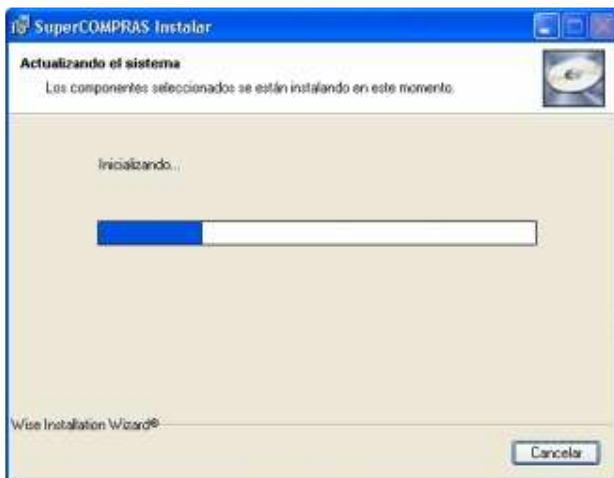 SuperCOMPRAS Instalar
Actualizando el sistema
Los componentes seleccionados se están instalando en este momento.
Inicializando...
Wise Installation Wizard®
Cancelar